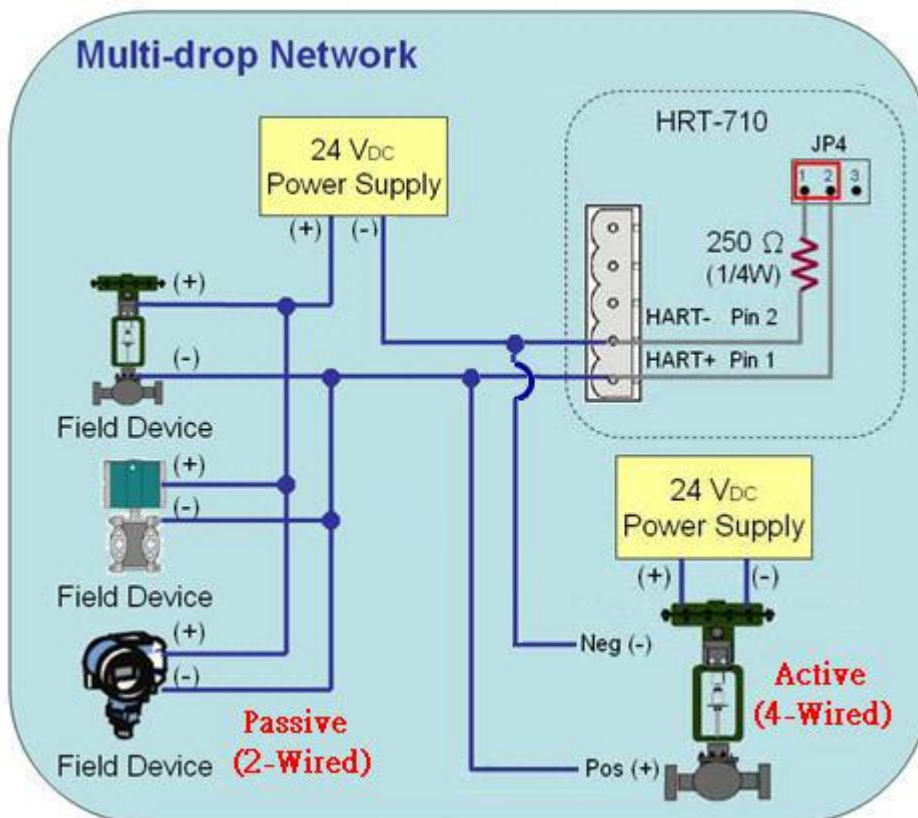 Multi-drop Network
24 VDC
Power Supply
(+)
(-)
HRT-710
JP4
1 2 3
250 Ω
(1/4W)
HART- Pin 2
HART+ Pin 1
(+)
(-)
Field Device
(+)
(-)
Field Device
(+)
(-)
Field Device
Passive
(2-Wired)
24 VDC
Power Supply
(+)
(-)
Neg (-)
Active
(4-Wired)
Pos (+)